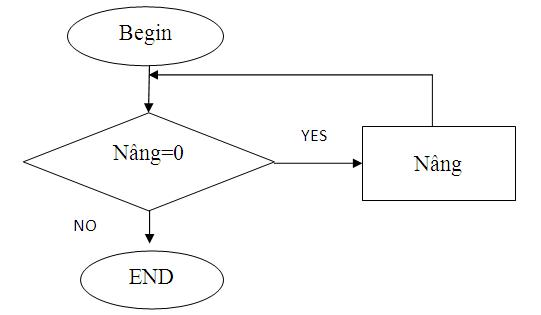 Begin
Nâng=0
YES
Nâng
NO
END